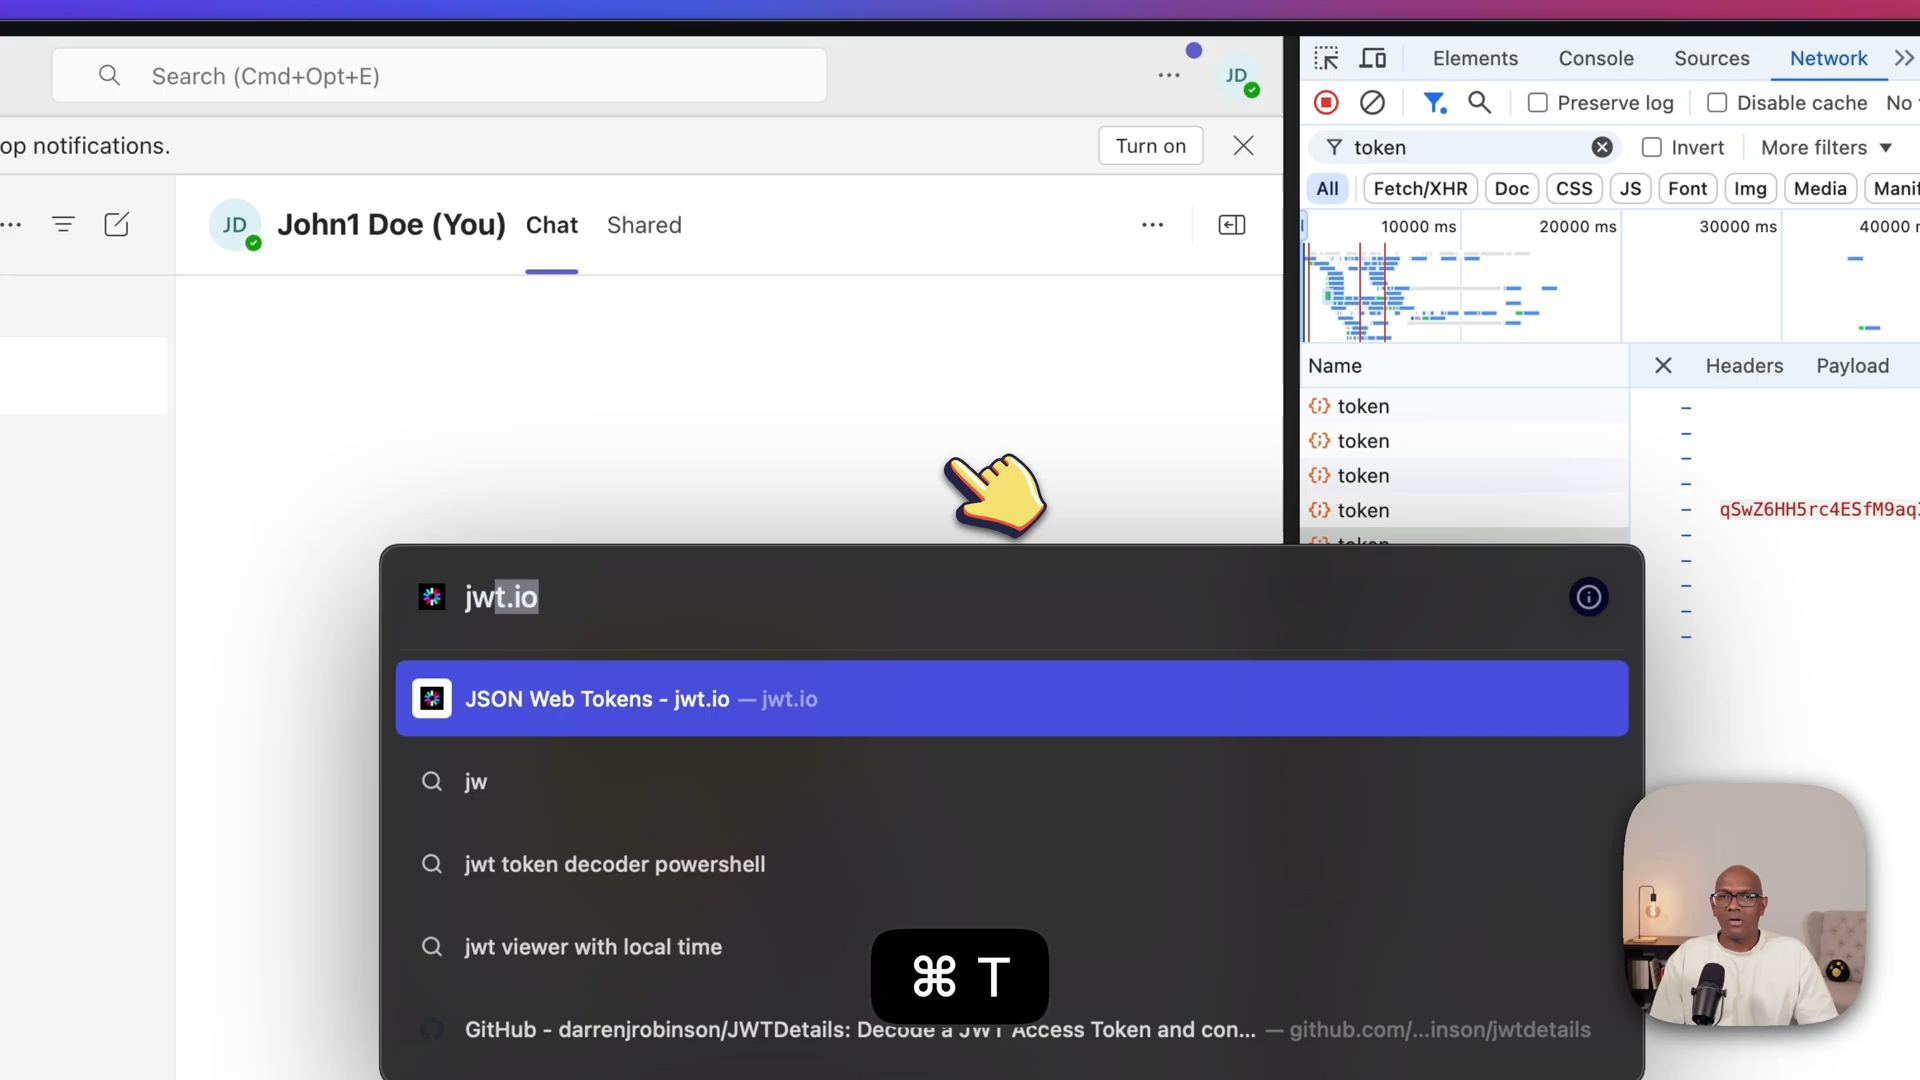 Search (Cmd+Opt+E)
JD
op notifications.
Turn on
JD
John1 Doe (You)
Chat
Shared
Elements
Console
Sources
Network
Preserve log
Disable cache
No
token
Invert
More filters
All
Fetch/XHR
Doc
CSS
JS
Font
Img
Media
Manif
10000 ms
20000 ms
30000 ms
40000
Name
Headers
Payload
token
token
token
token
token
qSwZ6HH5rc4ESfM9aq
jwt.io
JSON Web Tokens - jwt.io — jwt.io
jw
jwt token decoder powershell
jwt viewer with local time
⌘ T
GitHub - darrenjrobinson/JWTDetails: Decode a JWT Access Token and con... — github.com/...inson/jwtdetails